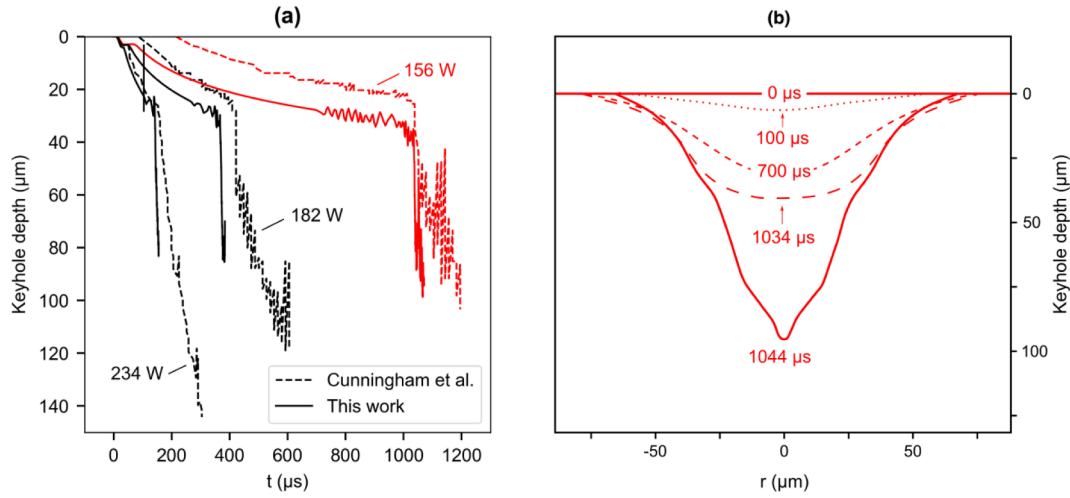 (a)
0
20
40
60
80
100
120
140
Keyhole depth (µm)
0
200
400
600
800
1000
1200
t (µs)
156 W
182 W
234 W
Cunningham et al.
This work
(b)
0 µs
100 µs
700 µs
1034 µs
1044 µs
0
50
100
Keyhole depth (µm)
-50
0
50
r (µm)